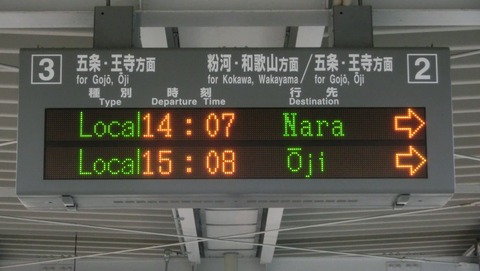 3 五条・王寺方面 粉河・和歌山方面/五条・王寺方面 2
for Gojō, Ōji for Kokawa, Wakayama for Gojō, Ōji
種別 時刻 行先
Type Departure Time Destination
Local 14:07 Nara
Local 15:08 Ōji